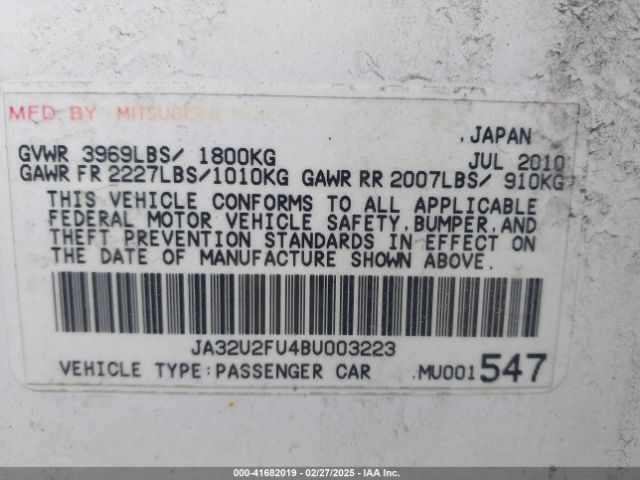 MFD. BY MITSUBISHI
, JAPAN
GVWR 3969LBS/ 1800KG JUL 2010
GAWR FR 2227LBS/1010KG GAWR RR 2007LBS/ 910KG
THIS VEHICLE CONFORMS TO ALL APPLICABLE
FEDERAL MOTOR VEHICLE SAFETY, BUMPER, AND
THEFT PREVENTION STANDARDS IN EFFECT ON
THE DATE OF MANUFACTURE SHOWN ABOVE.
JA32U2FU4BU003223
VEHICLE TYPE:PASSENGER CAR MU001547
000-41682019 - 02/27/2025 - IAA Inc.